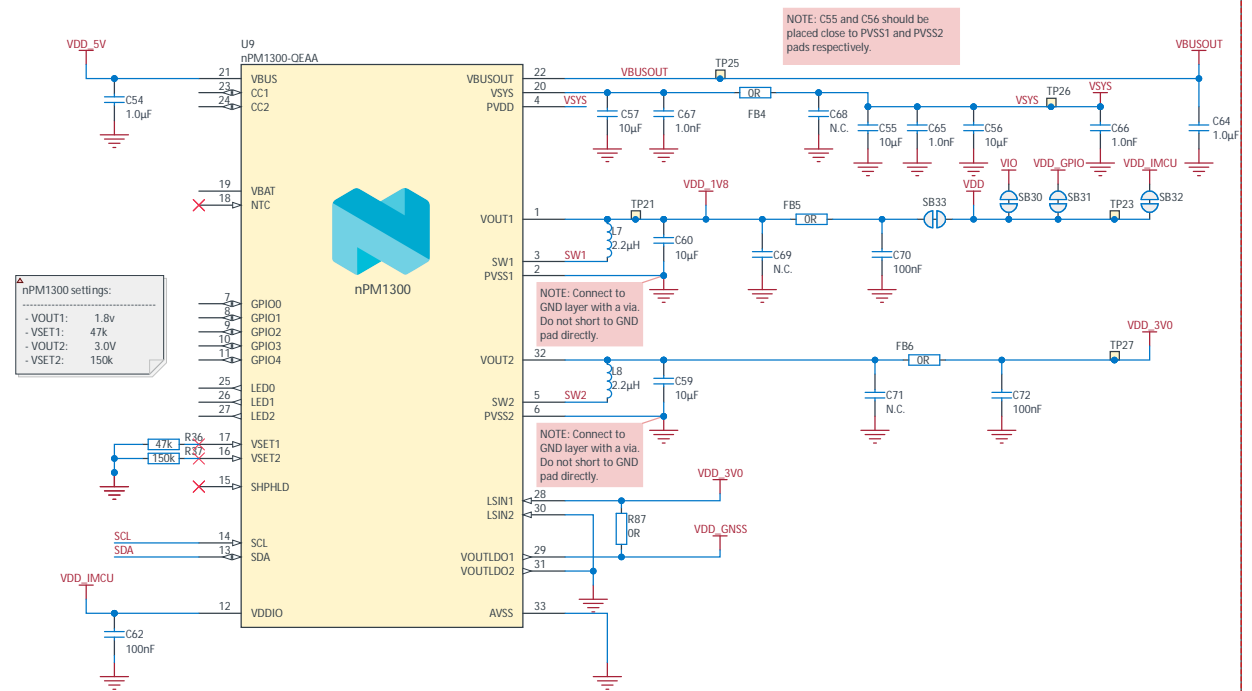 NOTE: C55 and C56 should be
placed close to PVSS1 and PVSS2
pads respectively.
VDD_5V
U9
nPM1300-QEAA
VBUSOUT
TP25
VBUSOUT
21 VBUS
VBUSOUT 22
23 CC1
VSYS 20
VSYS
TP26
VSYS
24 CC2
PVDD 4
VSYS
C54
1.0µF
C57
10µF
C67
1.0nF
0R
FB4
C68
N.C.
C55
10µF
C65
1.0nF
C56
10µF
C66
1.0nF
C64
1.0µF
VIO
VDD_GPIO
VDD_IMCU
19 VBAT
18 NTC
VDD_1V8
VDD
SB30
SB31
SB32
VOUT1 1
TP21
FB5
0R
SB33
TP23
L7
2.2µH
C60
10µF
C69
N.C.
C70
100nF
SW1 3
SW1
PVSS1 2
nPM1300
NOTE: Connect to
GND layer with a via.
Do not short to GND
pad directly.
nPM1300 settings:
------------------------------
- VOUT1: 1.8v
- VSET1: 47k
- VOUT2: 3.0V
- VSET2: 150k
7 GPIO0
8 GPIO1
9 GPIO2
10 GPIO3
11 GPIO4
VDD_3V0
VOUT2 32
FB6
0R
TP27
L8
2.2µH
C59
10µF
C71
N.C.
C72
100nF
25 LED0
26 LED1
27 LED2
SW2 5
SW2
PVSS2 6
NOTE: Connect to
GND layer with a via.
Do not short to GND
pad directly.
47k R36 17 VSET1
150k R37 16 VSET2
15 SHPHLD
VDD_3V0
LSIN1 28
LSIN2 30
R87
0R
VDD_GNSS
SCL 14 SCL
SDA 13 SDA
VOUTLDO1 29
VOUTLDO2 31
VDD_IMCU
12 VDDIO
AVSS 33
C62
100nF